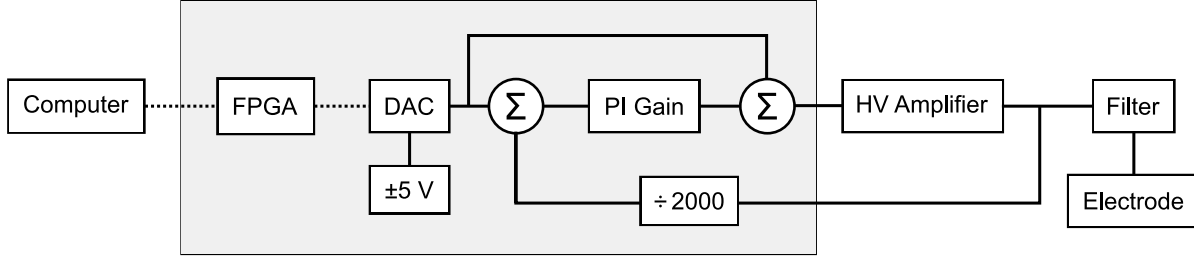 Computer
FPGA
DAC
Σ
PI Gain
Σ
HV Amplifier
Filter
±5 V
÷2000
Electrode